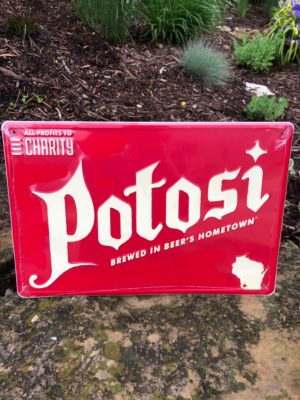 ALL PROFITS TO
CHARITY
Potosi
BREWED IN BEER'S HOMETOWN